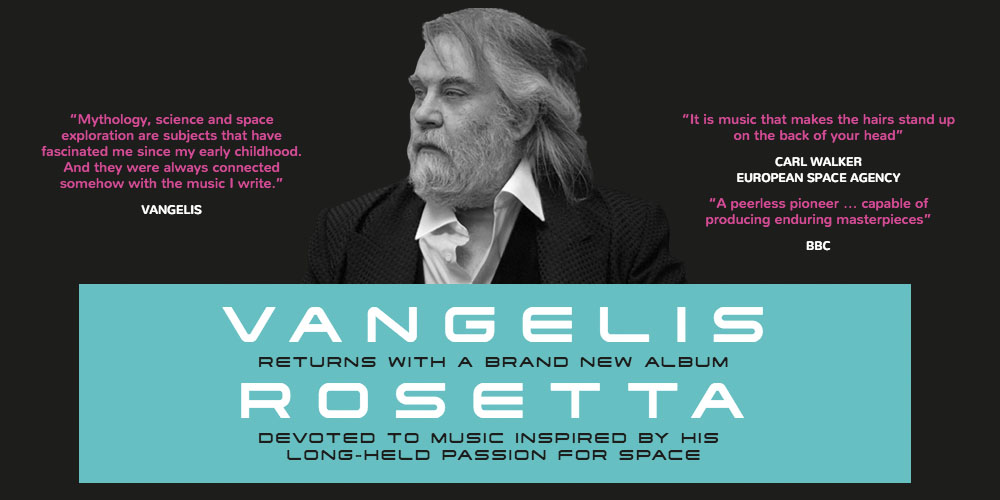 “Mythology, science and space
exploration are subjects that have
fascinated me since my early childhood.
And they were always connected
somehow with the music I write.”
VANGELIS
“It is music that makes the hairs stand up
on the back of your head”
CARL WALKER
EUROPEAN SPACE AGENCY
“A peerless pioneer ... capable of
producing enduring masterpieces”
BBC
VANGELIS
RETURNS WITH A BRAND NEW ALBUM
ROSETTA
DEVOTED TO MUSIC INSPIRED BY HIS
LONG-HELD PASSION FOR SPACE